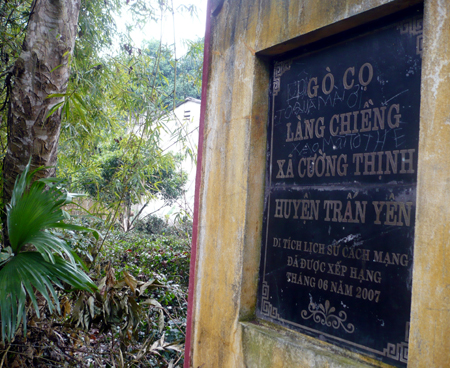 GÒ CỌ
LÀNG CHIỀNG
XÃ CƯỜNG THỊNH
HUYỆN TRẤN YÊN
DI TÍCH LỊCH SỬ CÁCH MẠNG
ĐÃ ĐƯỢC XẾP HẠNG
THÁNG 06 NĂM 2007